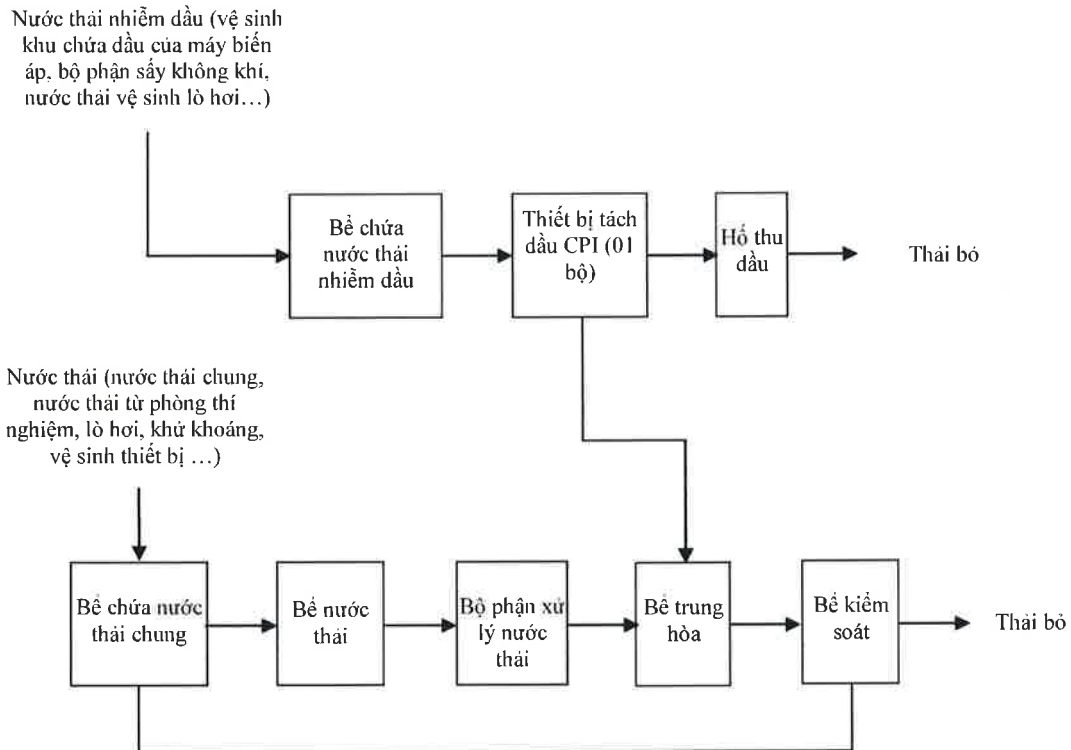 Nước thải nhiễm dầu (vệ sinh
khu chứa dầu của máy biến
áp, bộ phận sấy không khí,
nước thải vệ sinh lò hơi…)
Bể chứa
nước thải
nhiễm dầu
Thiết bị tách
dầu CPI (01
bộ)
Hố thu
dầu
Thải bỏ
Nước thải (nước thải chung,
nước thải từ phòng thí
nghiệm, lò hơi, khử khoáng,
vệ sinh thiết bị …)
Bể chứa nước
thải chung
Bể nước
thải
Bộ phận xử
lý nước
thải
Bể trung
hòa
Bể kiểm
soát
Thải bỏ